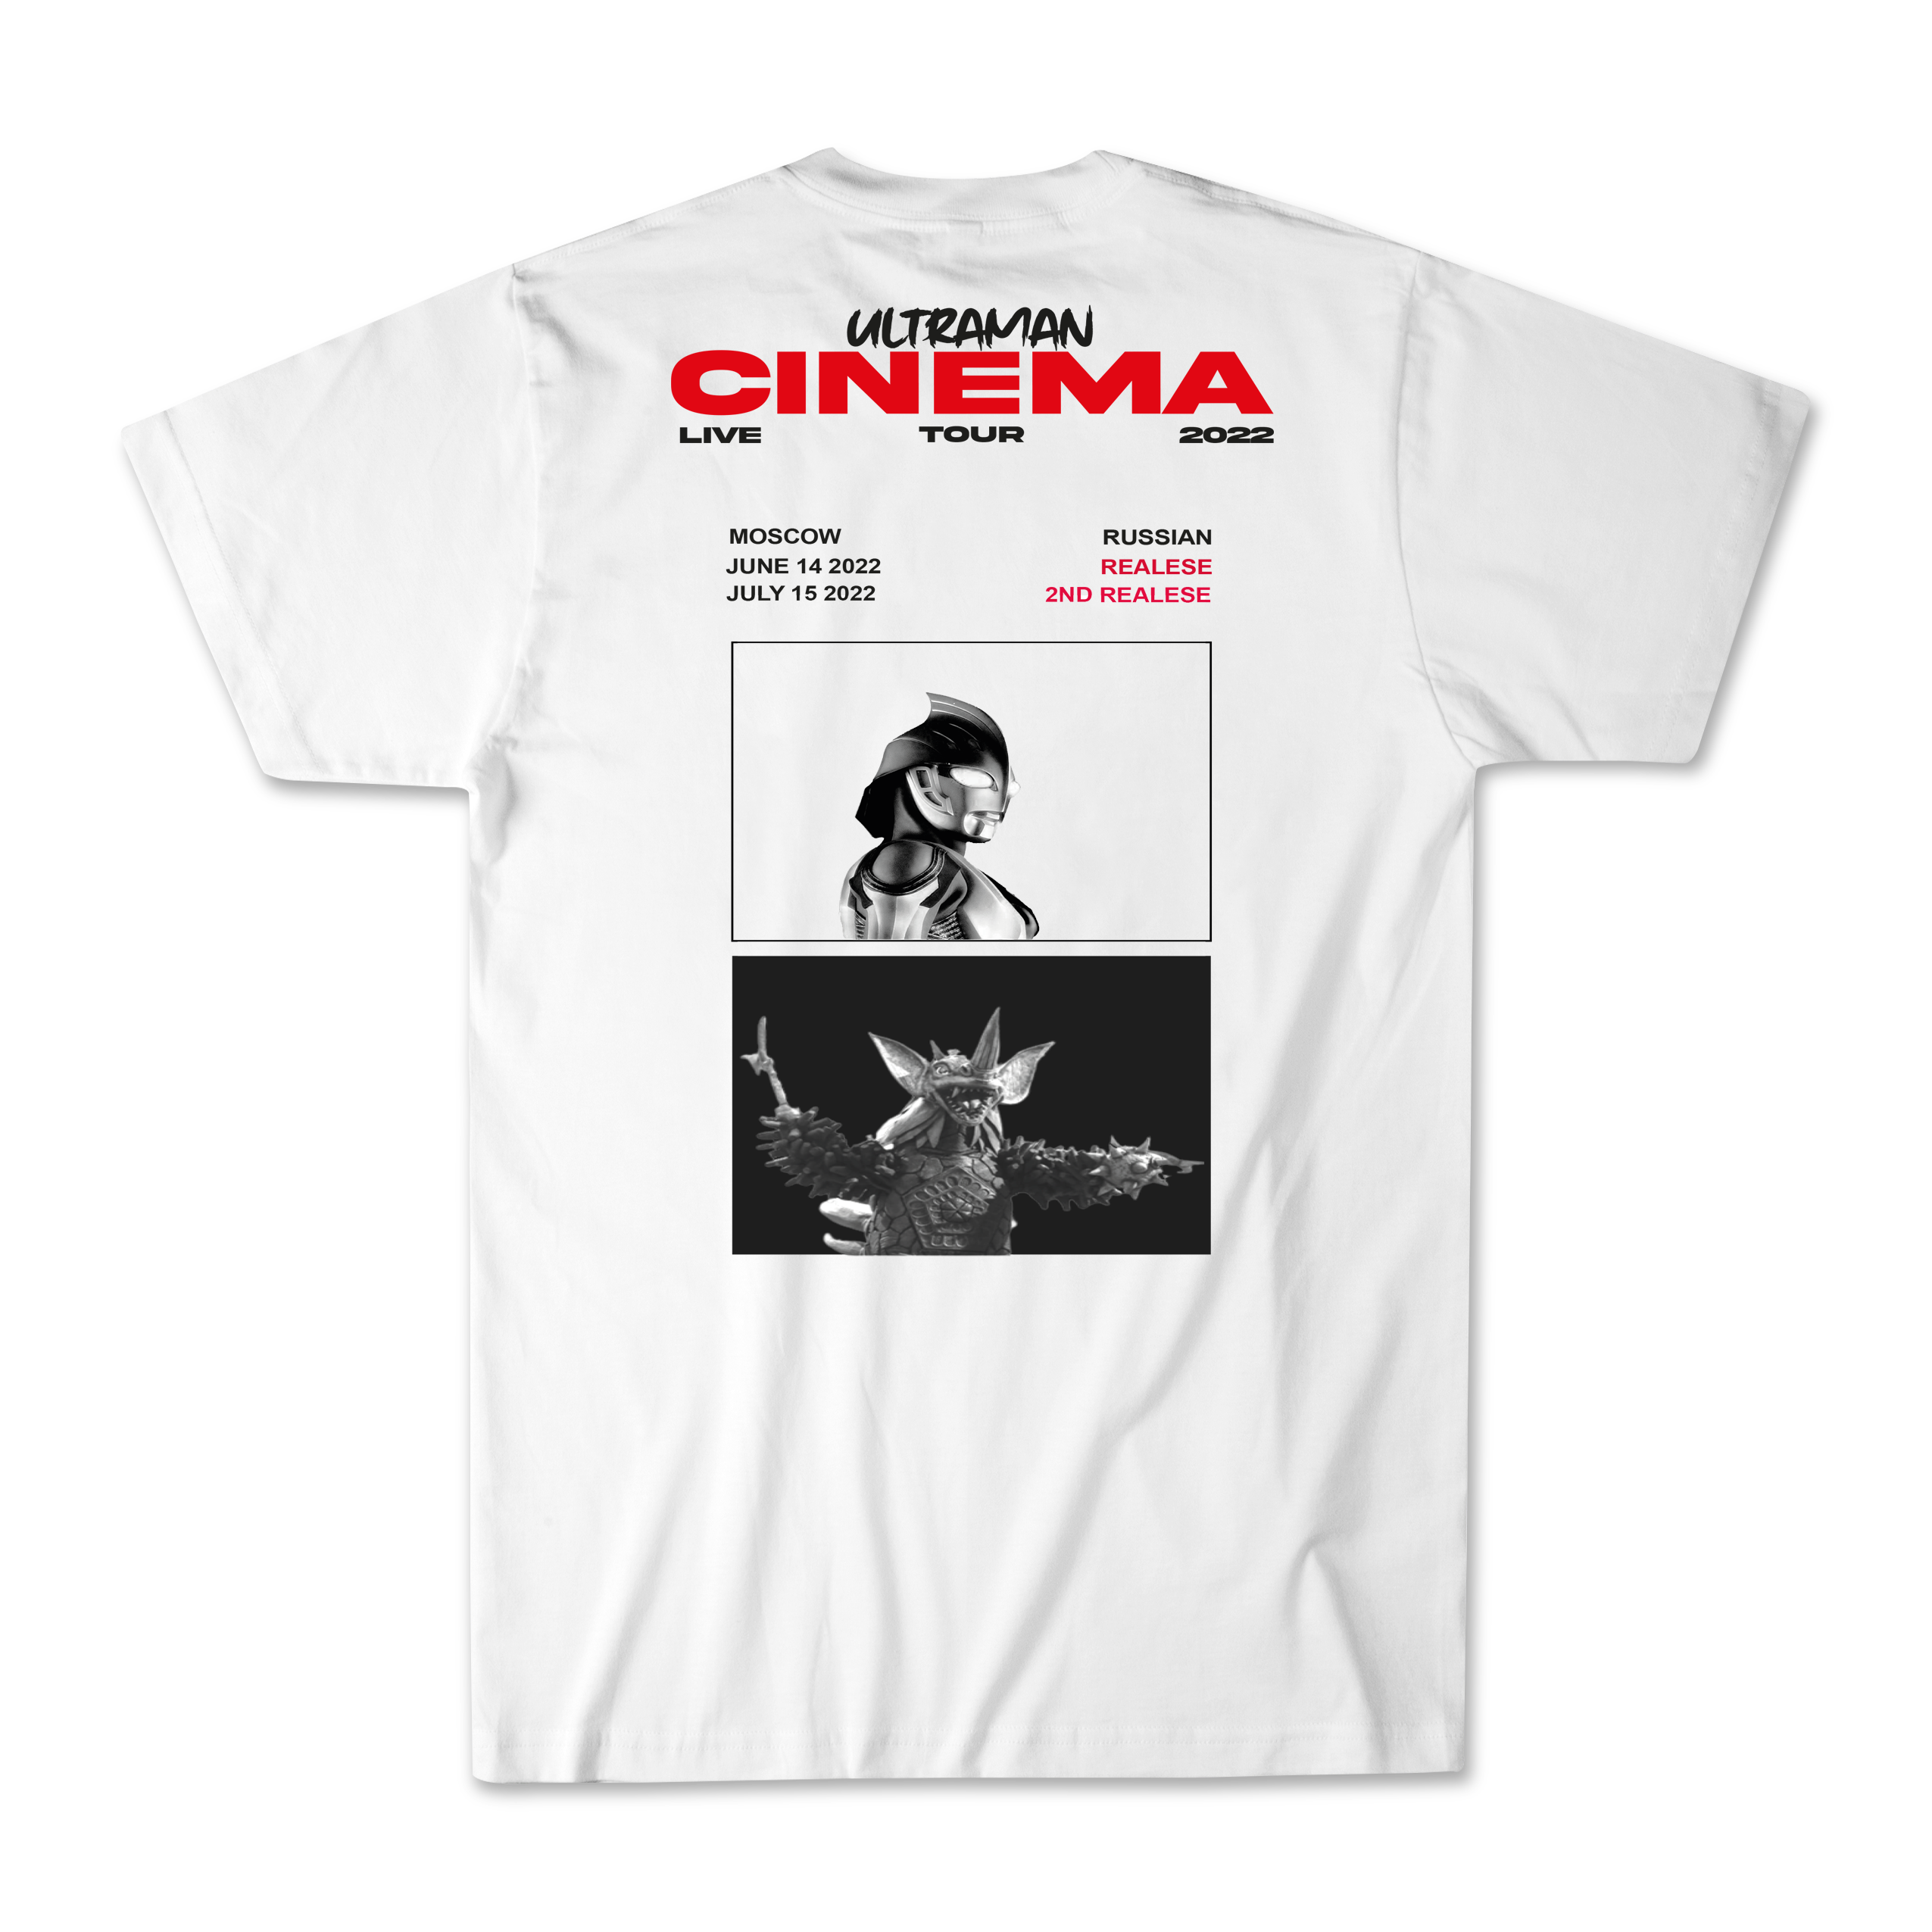 ULTRAMAN
CINEMA
LIVE TOUR 2022
MOSCOW RUSSIAN
JUNE 14 2022 REALESE
JULY 15 2022 2ND REALESE